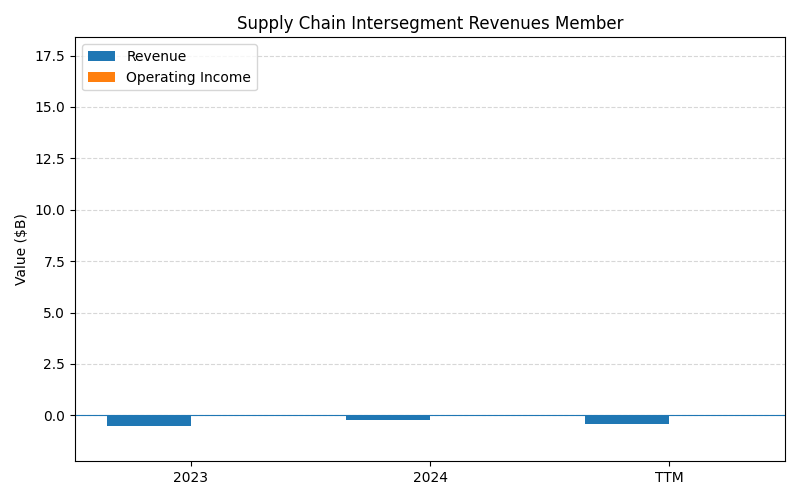 Supply Chain Intersegment Revenues Member
Revenue
Operating Income
Value ($B)
17.5
15.0
12.5
10.0
7.5
5.0
2.5
0.0
2023
2024
TTM